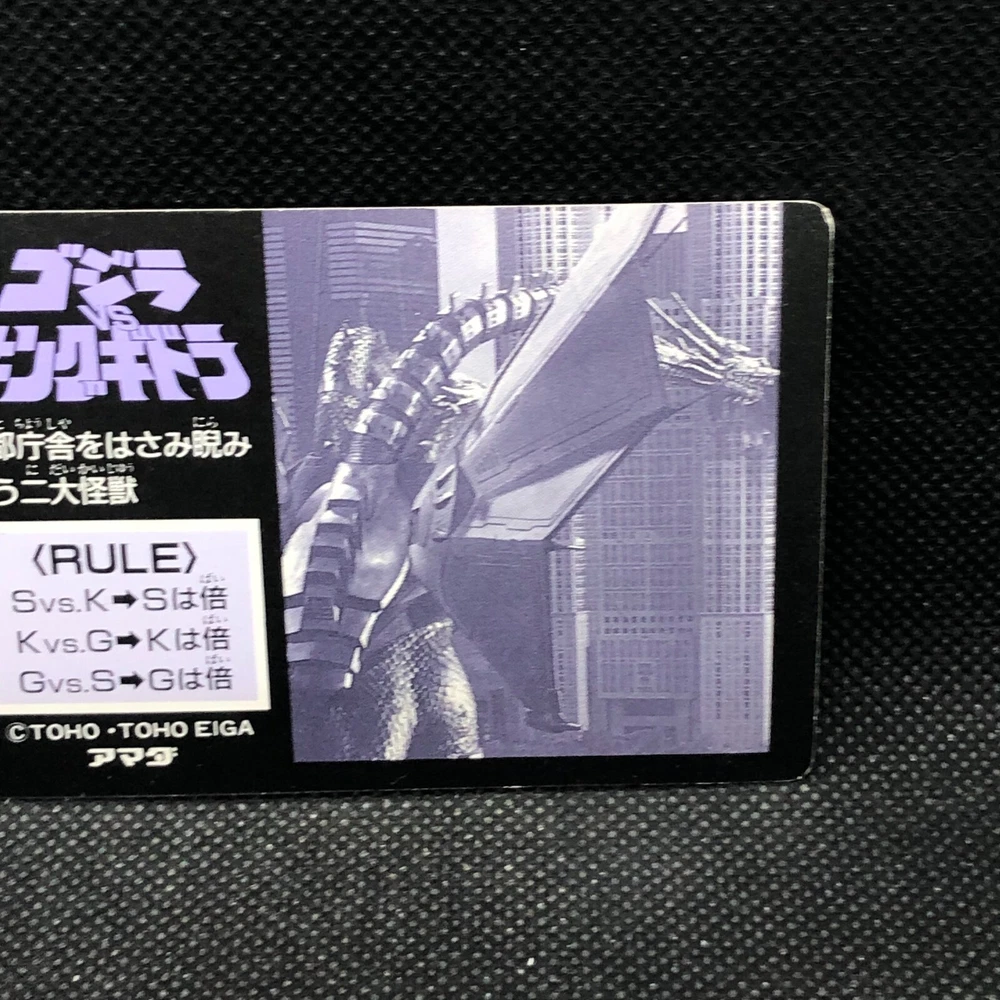 ゴジラ
VS
キングギドラ
都庁舎をはさみ睨み
う二大怪獣
〈RULE〉
Svs.K➡Sは倍
Kvs.G➡Kは倍
Gvs.S➡Gは倍
©TOHO・TOHO EIGA
アマダ